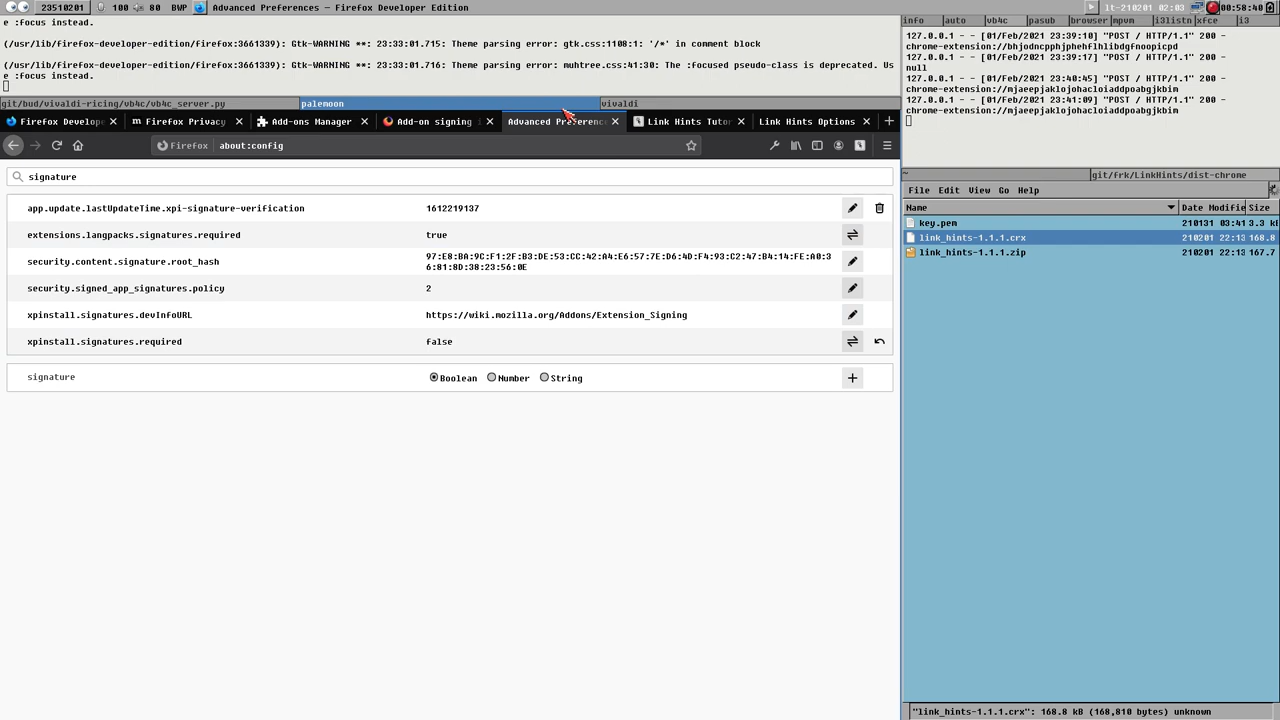 23510201 100 80 BWP Advanced Preferences — Firefox Developer Edition lt-210201 02:03 00:58:40
e :focus instead.
(/usr/lib/firefox-developer-edition/firefox:3661339): Gtk-WARNING **: 23:33:01.715: Theme parsing error: gtk.css:1108:1: '/*' in comment block
(/usr/lib/firefox-developer-edition/firefox:3661339): Gtk-WARNING **: 23:33:01.716: Theme parsing error: muhtree.css:41:30: The :focused pseudo-class is deprecated. Us
e :focus instead.
git/bud/vivaldi-ricing/vb4c/vb4c_server.py palemoon vivaldi
Firefox Develope m Firefox Privacy Add-ons Manager Add-on signing i Advanced Preference Link Hints Tutor Link Hints Options
Firefox about:config
signature
app.update.lastUpdateTime.xpi-signature-verification 1612219137
extensions.langpacks.signatures.required true
security.content.signature.root_hash 97:E8:BA:9C:F1:2F:B3:DE:53:CC:42:A4:E6:57:7E:D6:4D:F4:93:C2:47:B4:14:FE:A0:3
6:81:8D:38:23:56:0E
security.signed_app_signatures.policy 2
xpinstall.signatures.devInfoURL https://wiki.mozilla.org/Addons/Extension_Signing
xpinstall.signatures.required false
signature Boolean Number String
info auto vb4c pasub browser mpvm i3listn xfce i3
127.0.0.1 - - [01/Feb/2021 23:39:10] "POST / HTTP/1.1" 200 -
chrome-extension://bhjodncpphjphehflhlibdgfnoopicpd
127.0.0.1 - - [01/Feb/2021 23:39:17] "POST / HTTP/1.1" 200 -
null
127.0.0.1 - - [01/Feb/2021 23:40:45] "POST / HTTP/1.1" 200 -
chrome-extension://mjaeepjaklojohacloiaddpoabgjkbim
127.0.0.1 - - [01/Feb/2021 23:41:09] "POST / HTTP/1.1" 200 -
chrome-extension://mjaeepjaklojohacloiaddpoabgjkbim
~ git/frk/LinkHints/dist-chrome
File Edit View Go Help
Name Date Modifie Size
key.pem 210131 03:41 3.3 kE
link_hints-1.1.1.crx 210201 22:13 168.8
link_hints-1.1.1.zip 210201 22:13 167.7
"link_hints-1.1.1.crx": 168.8 kB (168,810 bytes) unknown